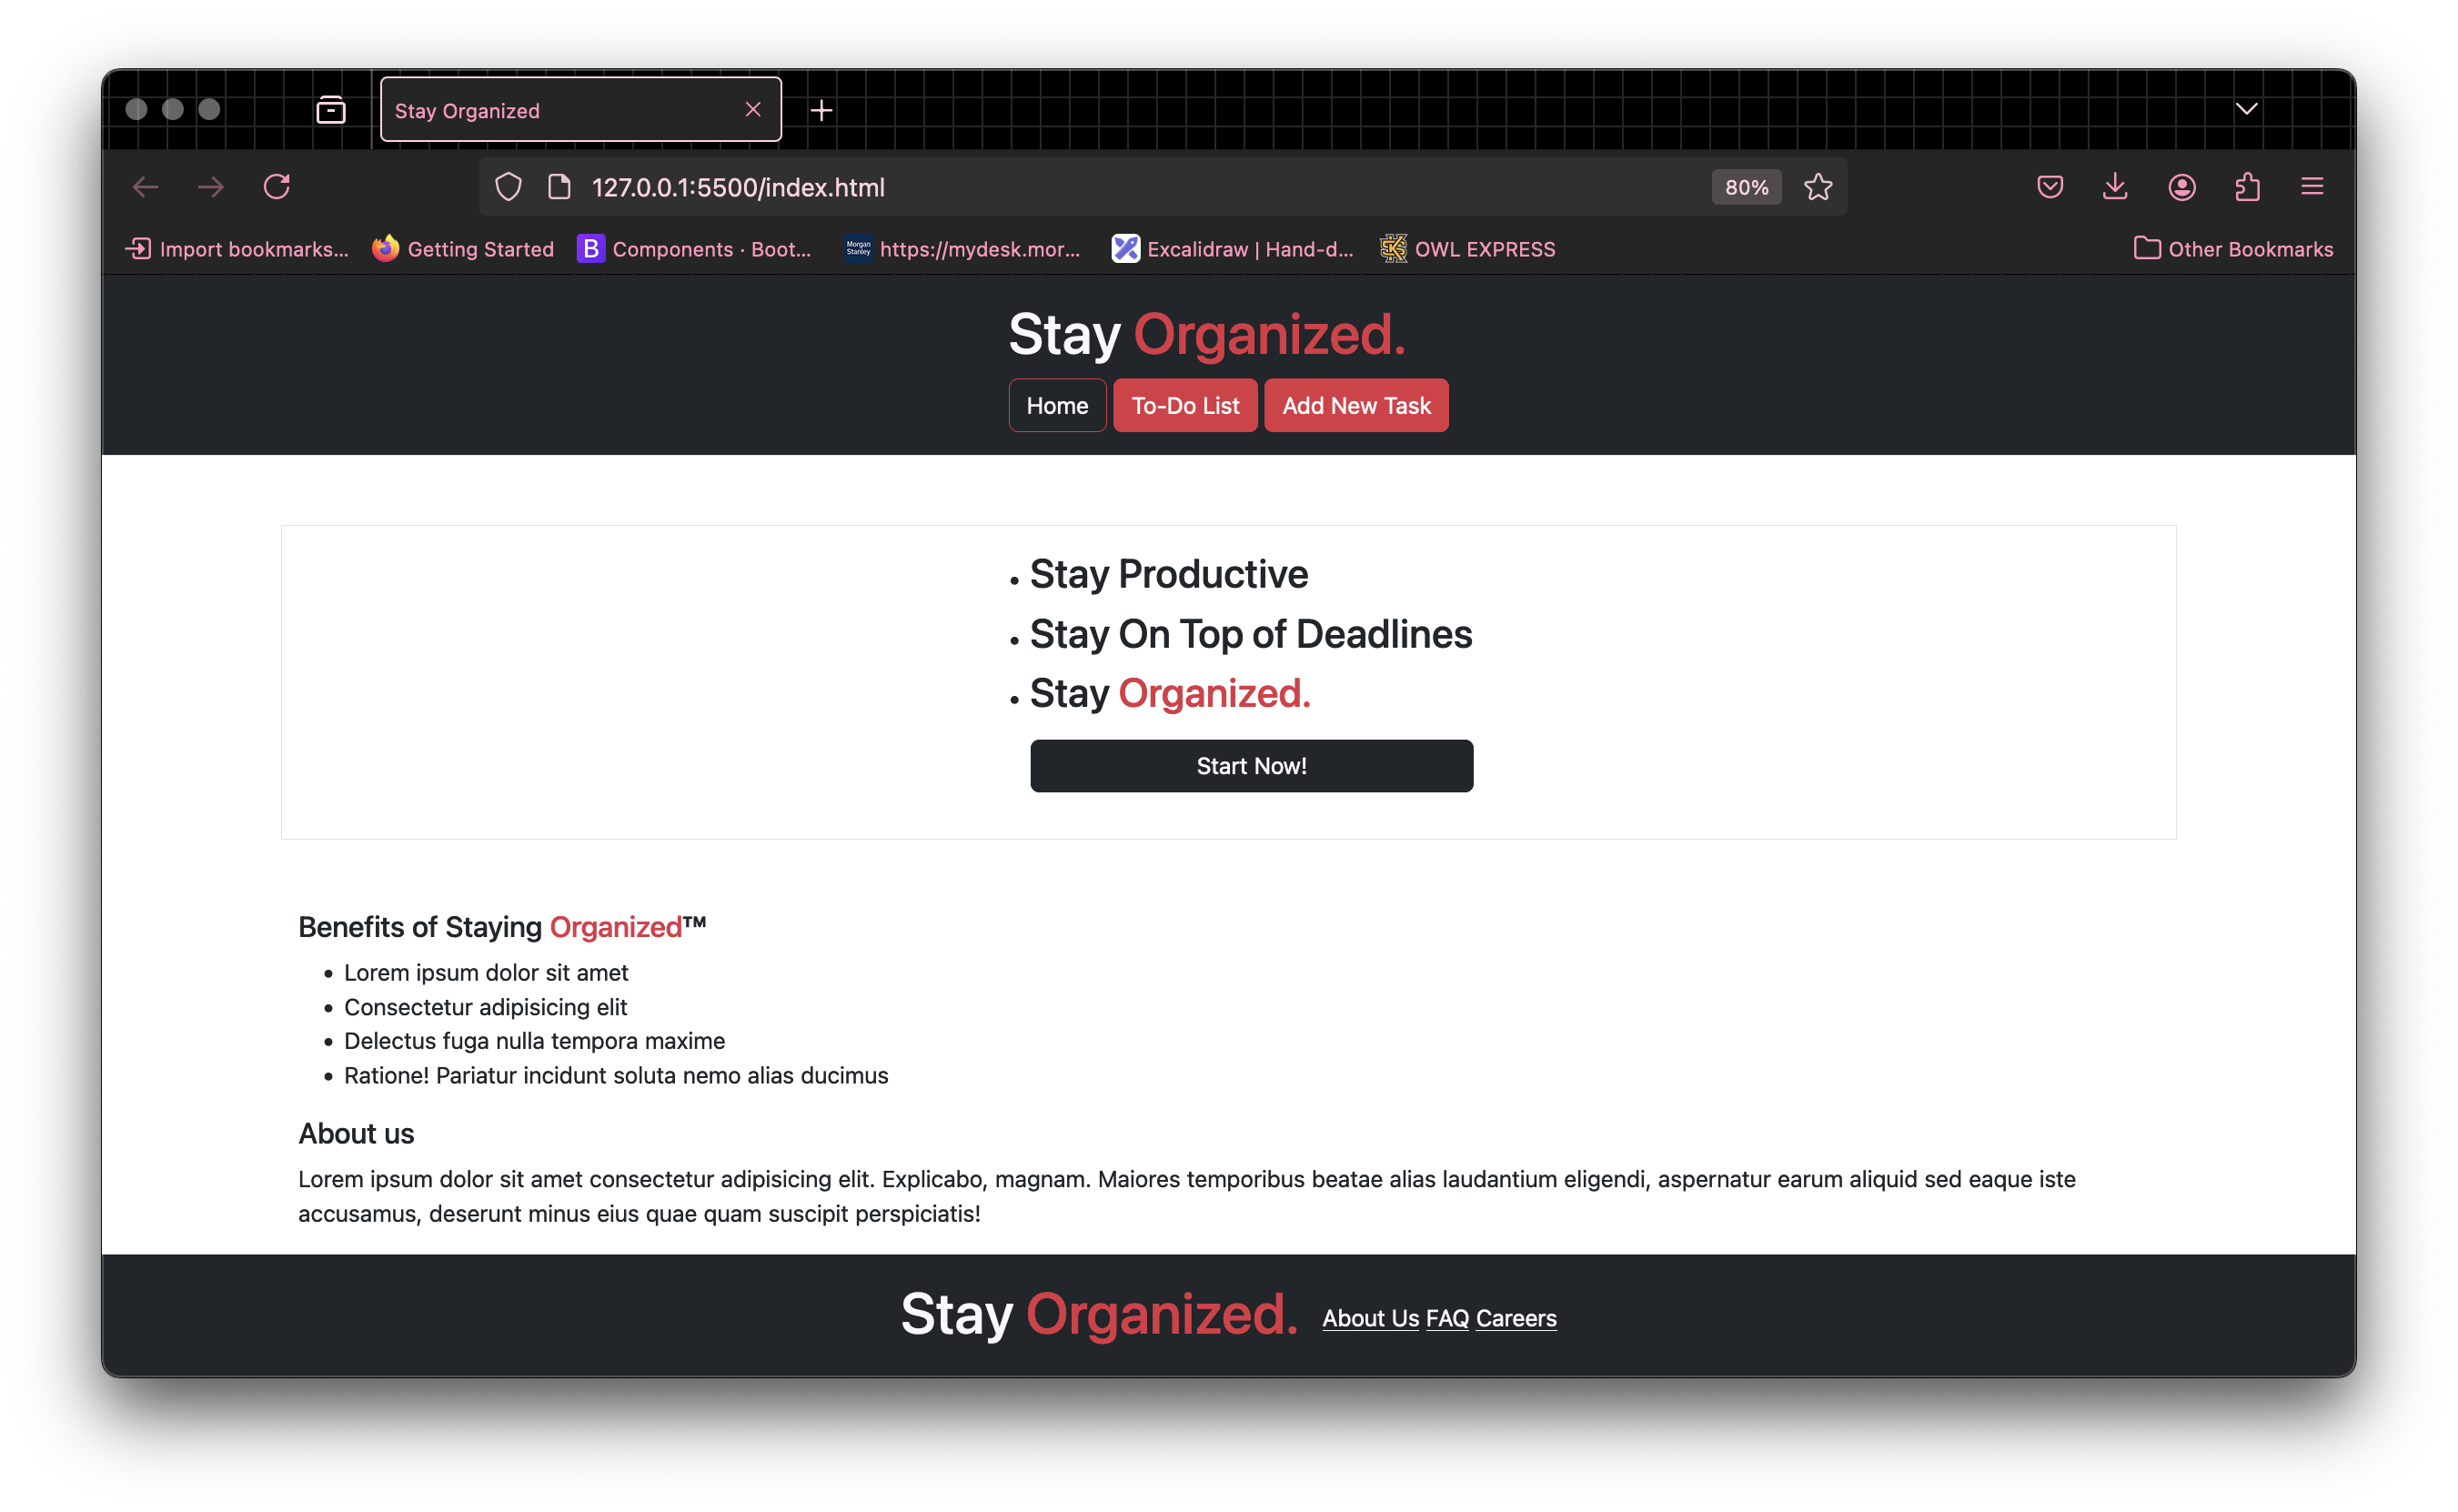 Stay Organized
127.0.0.1:5500/index.html 80%
Import bookmarks... Getting Started B Components · Boot... Morgan Stanley https://mydesk.mor... Excalidraw | Hand-d... KS OWL EXPRESS Other Bookmarks
Stay Organized.
Home To-Do List Add New Task
• Stay Productive
• Stay On Top of Deadlines
• Stay Organized.
Start Now!
Benefits of Staying Organized™
• Lorem ipsum dolor sit amet
• Consectetur adipisicing elit
• Delectus fuga nulla tempora maxime
• Ratione! Pariatur incidunt soluta nemo alias ducimus
About us
Lorem ipsum dolor sit amet consectetur adipisicing elit. Explicabo, magnam. Maiores temporibus beatae alias laudantium eligendi, aspernatur earum aliquid sed eaque iste
accusamus, deserunt minus eius quae quam suscipit perspiciatis!
Stay Organized. About Us FAQ Careers